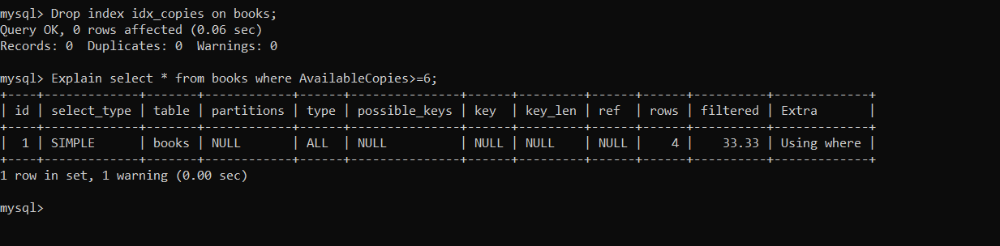 mysql> Drop index idx_copies on books;
Query OK, 0 rows affected (0.06 sec)
Records: 0  Duplicates: 0  Warnings: 0

mysql> Explain select * from books where AvailableCopies>=6;
+----+-------------+-------+------------+------+---------------+------+---------+------+------+----------+-------------+
| id | select_type | table | partitions | type | possible_keys | key  | key_len | ref  | rows | filtered | Extra       |
+----+-------------+-------+------------+------+---------------+------+---------+------+------+----------+-------------+
|  1 | SIMPLE      | books | NULL       | ALL  | NULL          | NULL | NULL    | NULL |    4 |    33.33 | Using where |
+----+-------------+-------+------------+------+---------------+------+---------+------+------+----------+-------------+
1 row in set, 1 warning (0.00 sec)

mysql>